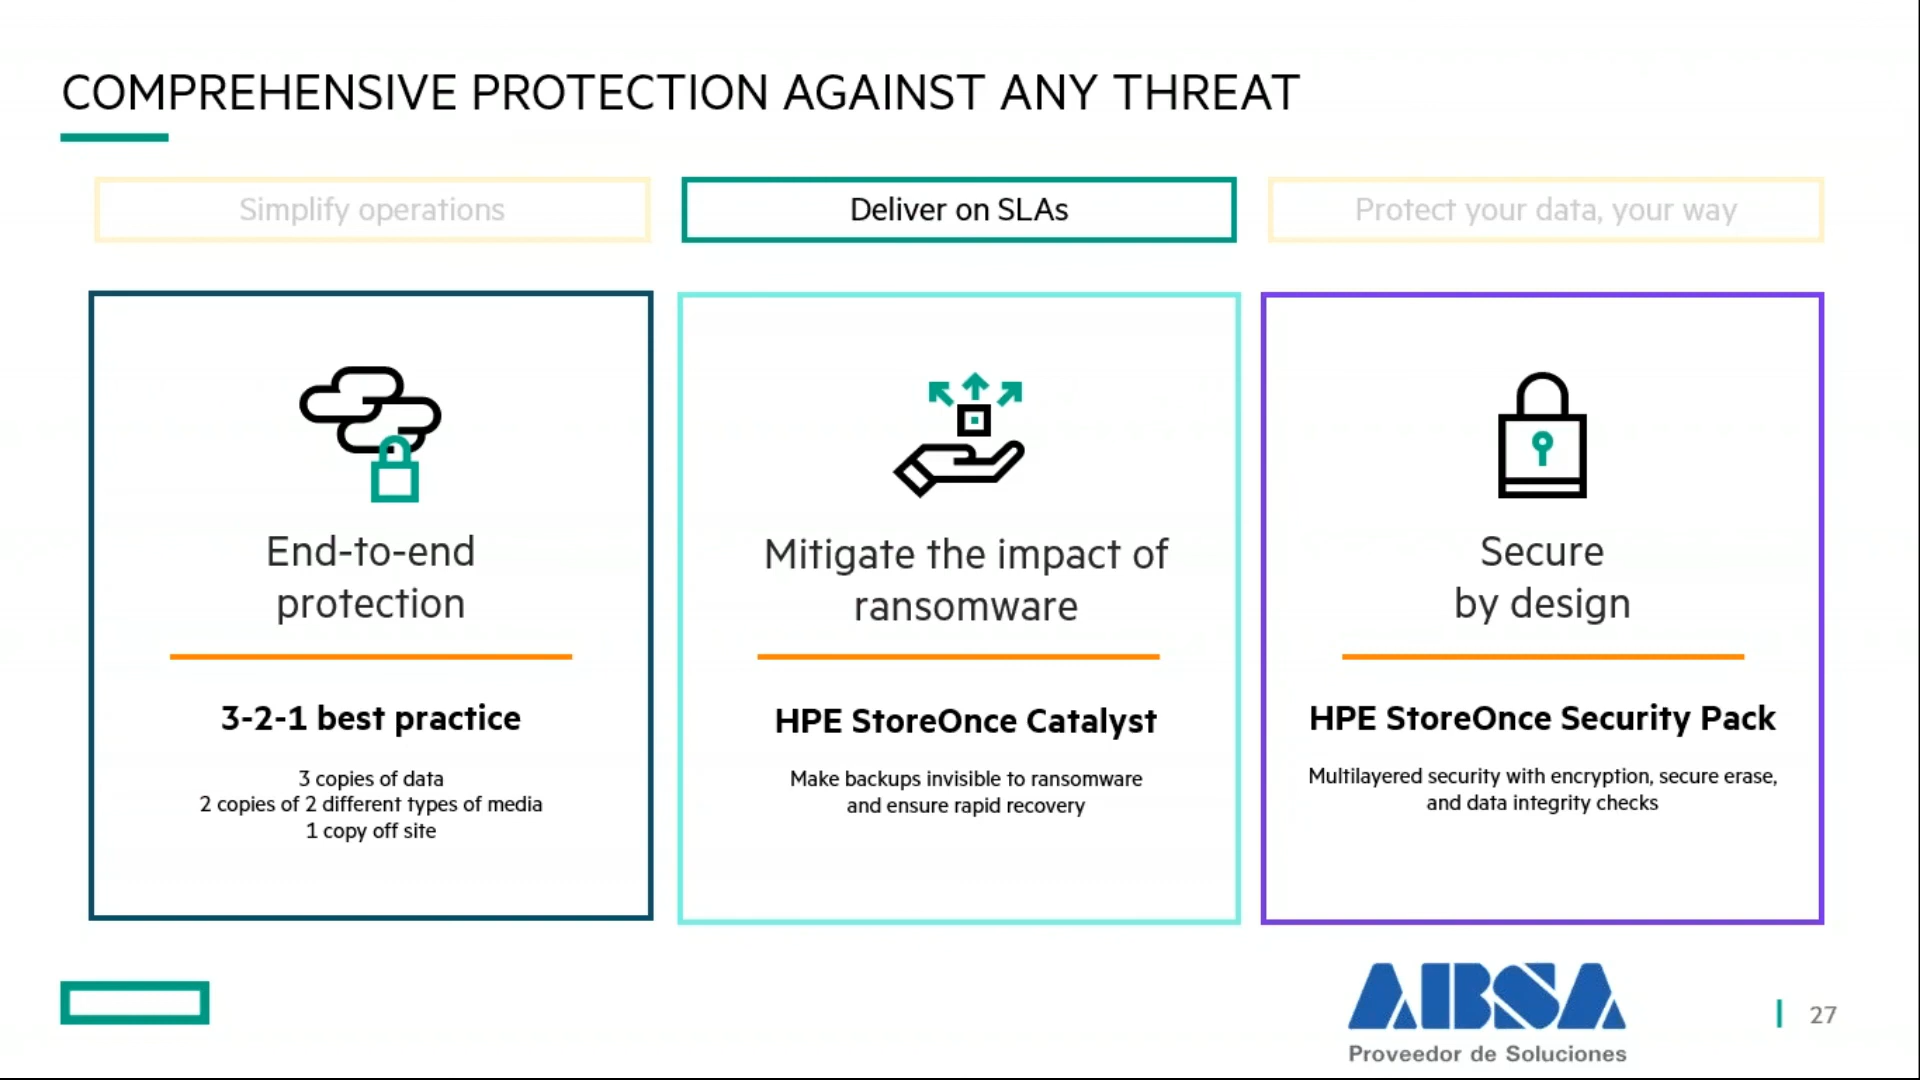 COMPREHENSIVE PROTECTION AGAINST ANY THREAT
Simplify operations
Deliver on SLAs
Protect your data, your way
End-to-end
protection
3-2-1 best practice
3 copies of data
2 copies of 2 different types of media
1 copy off site
Mitigate the impact of
ransomware
HPE StoreOnce Catalyst
Make backups invisible to ransomware
and ensure rapid recovery
Secure
by design
HPE StoreOnce Security Pack
Multilayered security with encryption, secure erase,
and data integrity checks
ABSA
Proveedor de Soluciones
27